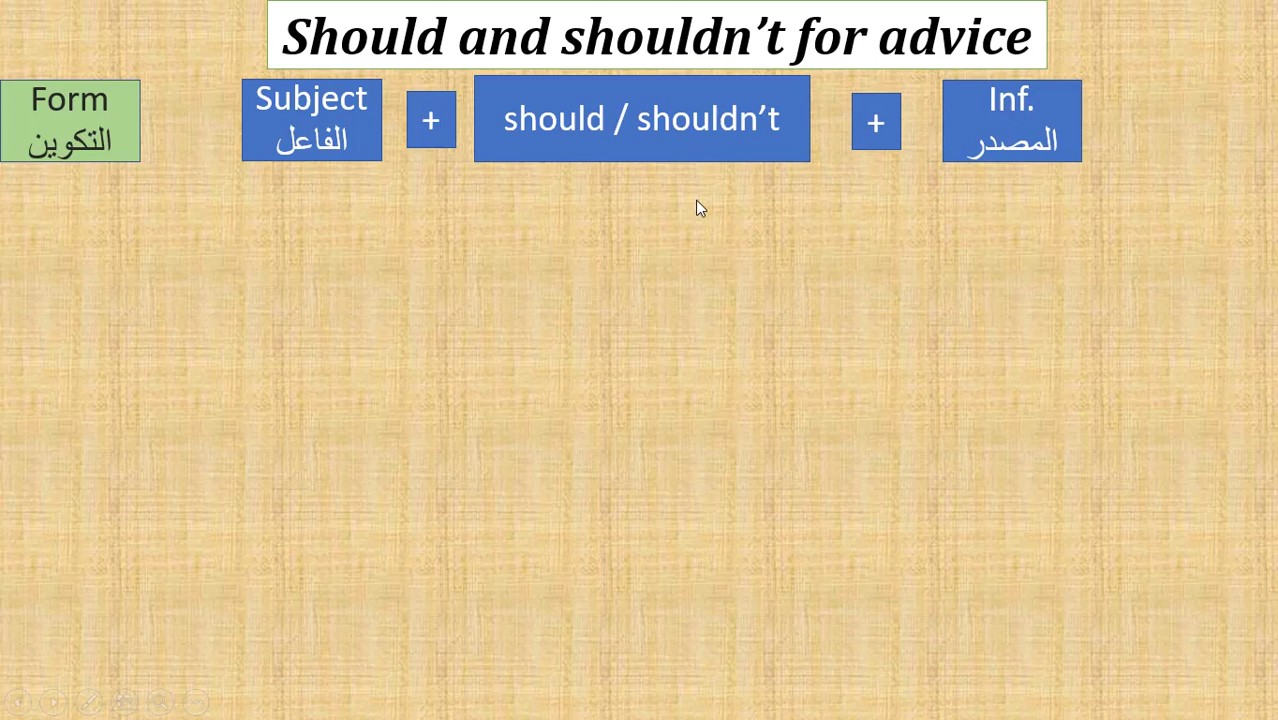 Should and shouldn't for advice
Form
التكوين
Subject
الفاعل
+
should / shouldn't
+
Inf.
المصدر